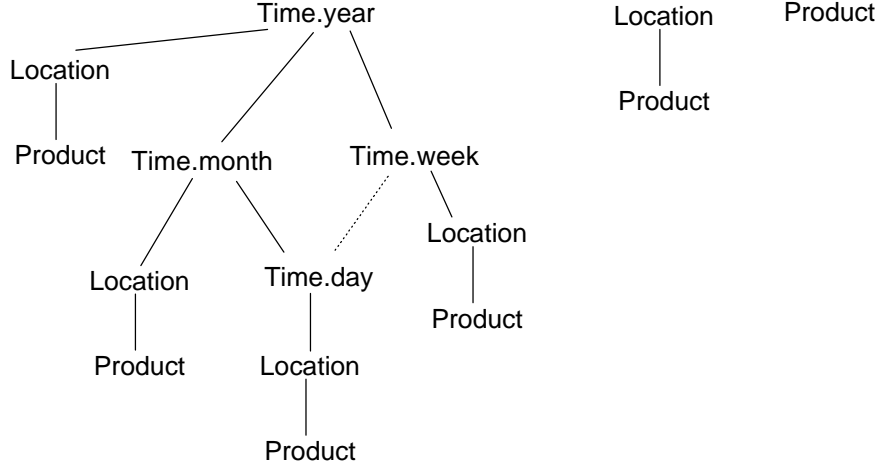 Time.year
Location
Product
Location
Product
Product
Time.month
Time.week
Location
Location
Time.day
Product
Product
Location
Product